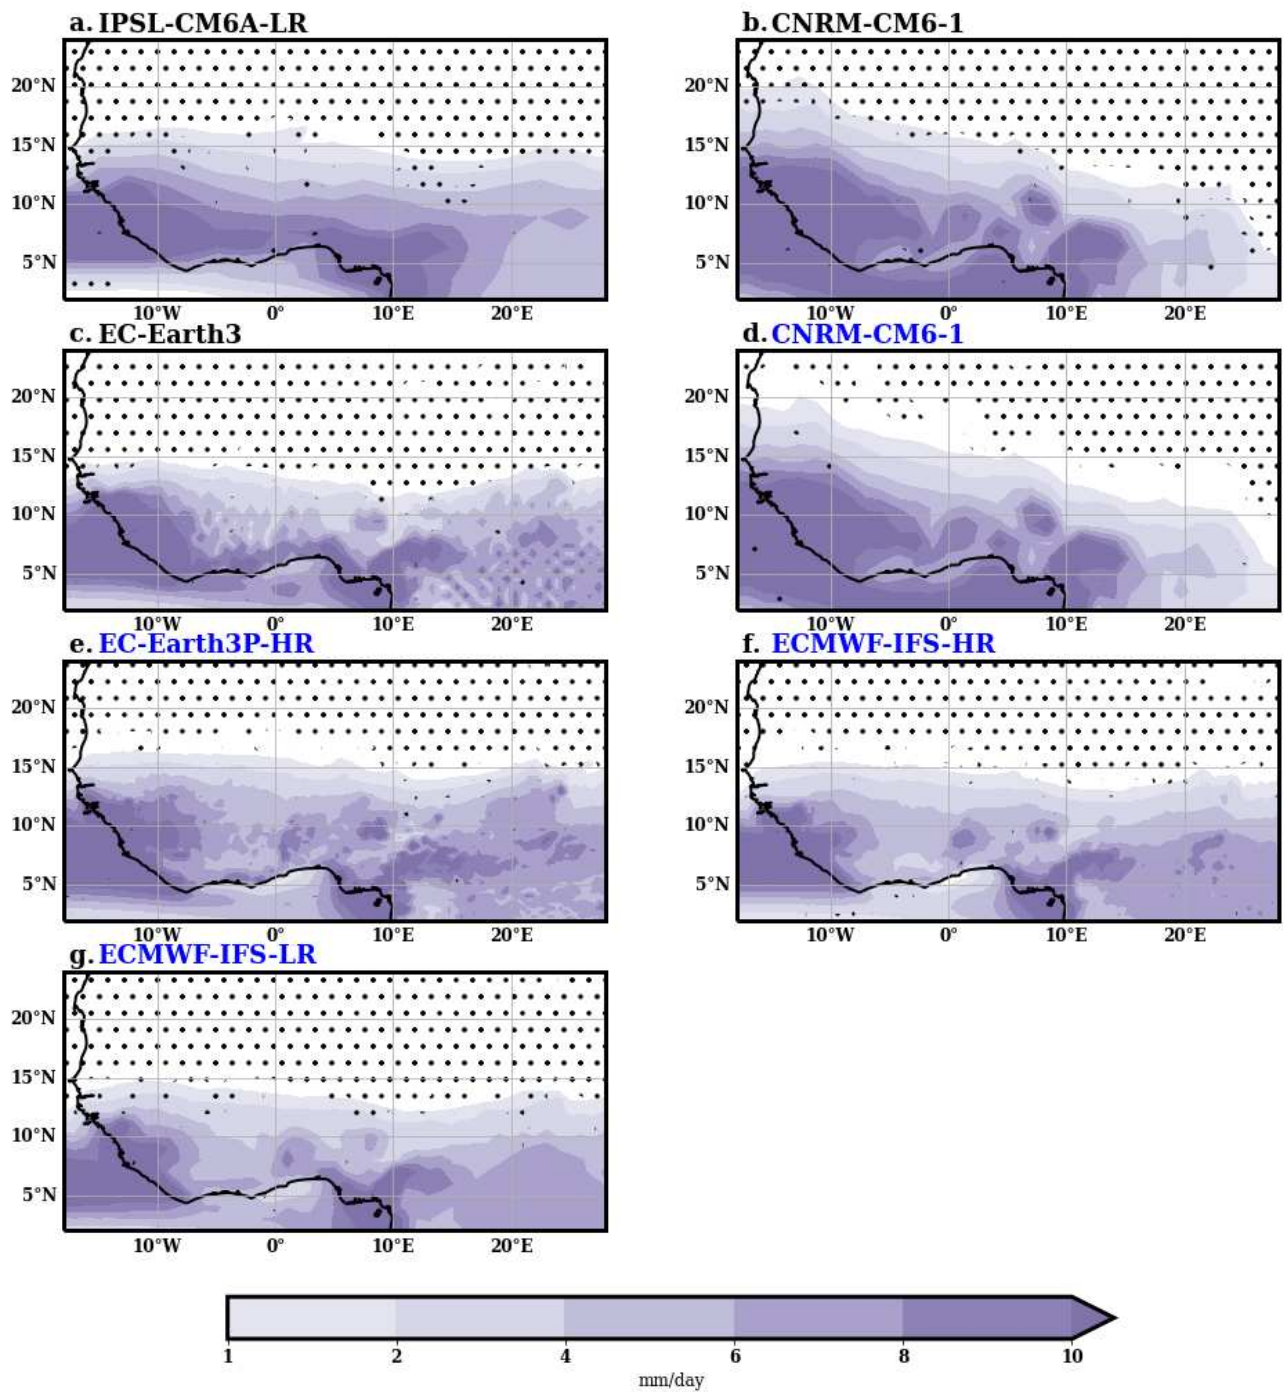 a. IPSL-CM6A-LR
b. CNRM-CM6-1
20°N
15°N
10°N
5°N
10°W 0° 10°E 20°E
20°N
15°N
10°N
5°N
10°W 0° 10°E 20°E
c. EC-Earth3
d. CNRM-CM6-1
20°N
15°N
10°N
5°N
10°W 0° 10°E 20°E
20°N
15°N
10°N
5°N
10°W 0° 10°E 20°E
e. EC-Earth3P-HR
f. ECMWF-IFS-HR
20°N
15°N
10°N
5°N
10°W 0° 10°E 20°E
20°N
15°N
10°N
5°N
10°W 0° 10°E 20°E
g. ECMWF-IFS-LR
20°N
15°N
10°N
5°N
10°W 0° 10°E 20°E
1 2 4 6 8 10
mm/day